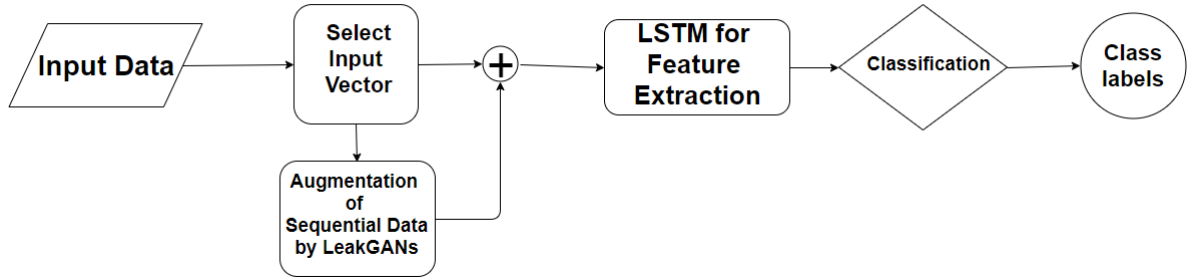 Input Data
Select
Input
Vector
+
LSTM for
Feature
Extraction
Classification
Class
labels
Augmentation
of
Sequential Data
by LeakGANs